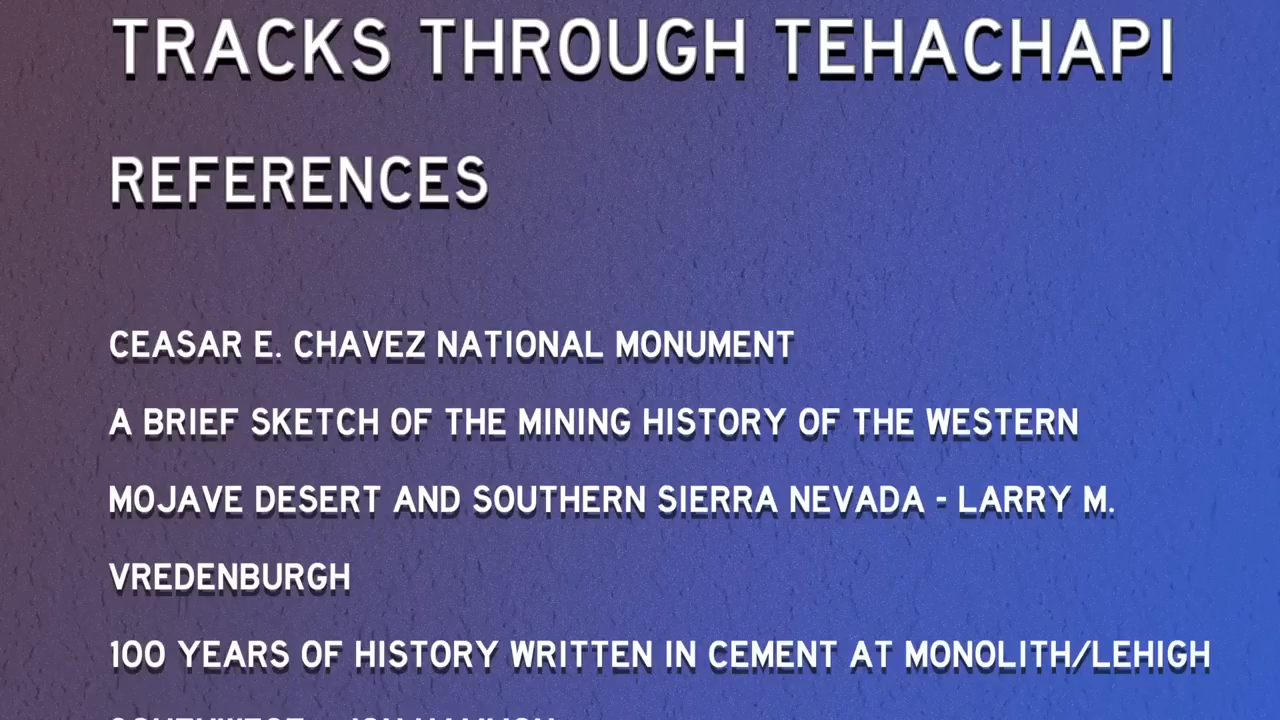 TRACKS THROUGH TEHACHAPI
REFERENCES
CEASAR E. CHAVEZ NATIONAL MONUMENT
A BRIEF SKETCH OF THE MINING HISTORY OF THE WESTERN
MOJAVE DESERT AND SOUTHERN SIERRA NEVADA - LARRY M.
VREDENBURGH
100 YEARS OF HISTORY WRITTEN IN CEMENT AT MONOLITH/LEHIGH